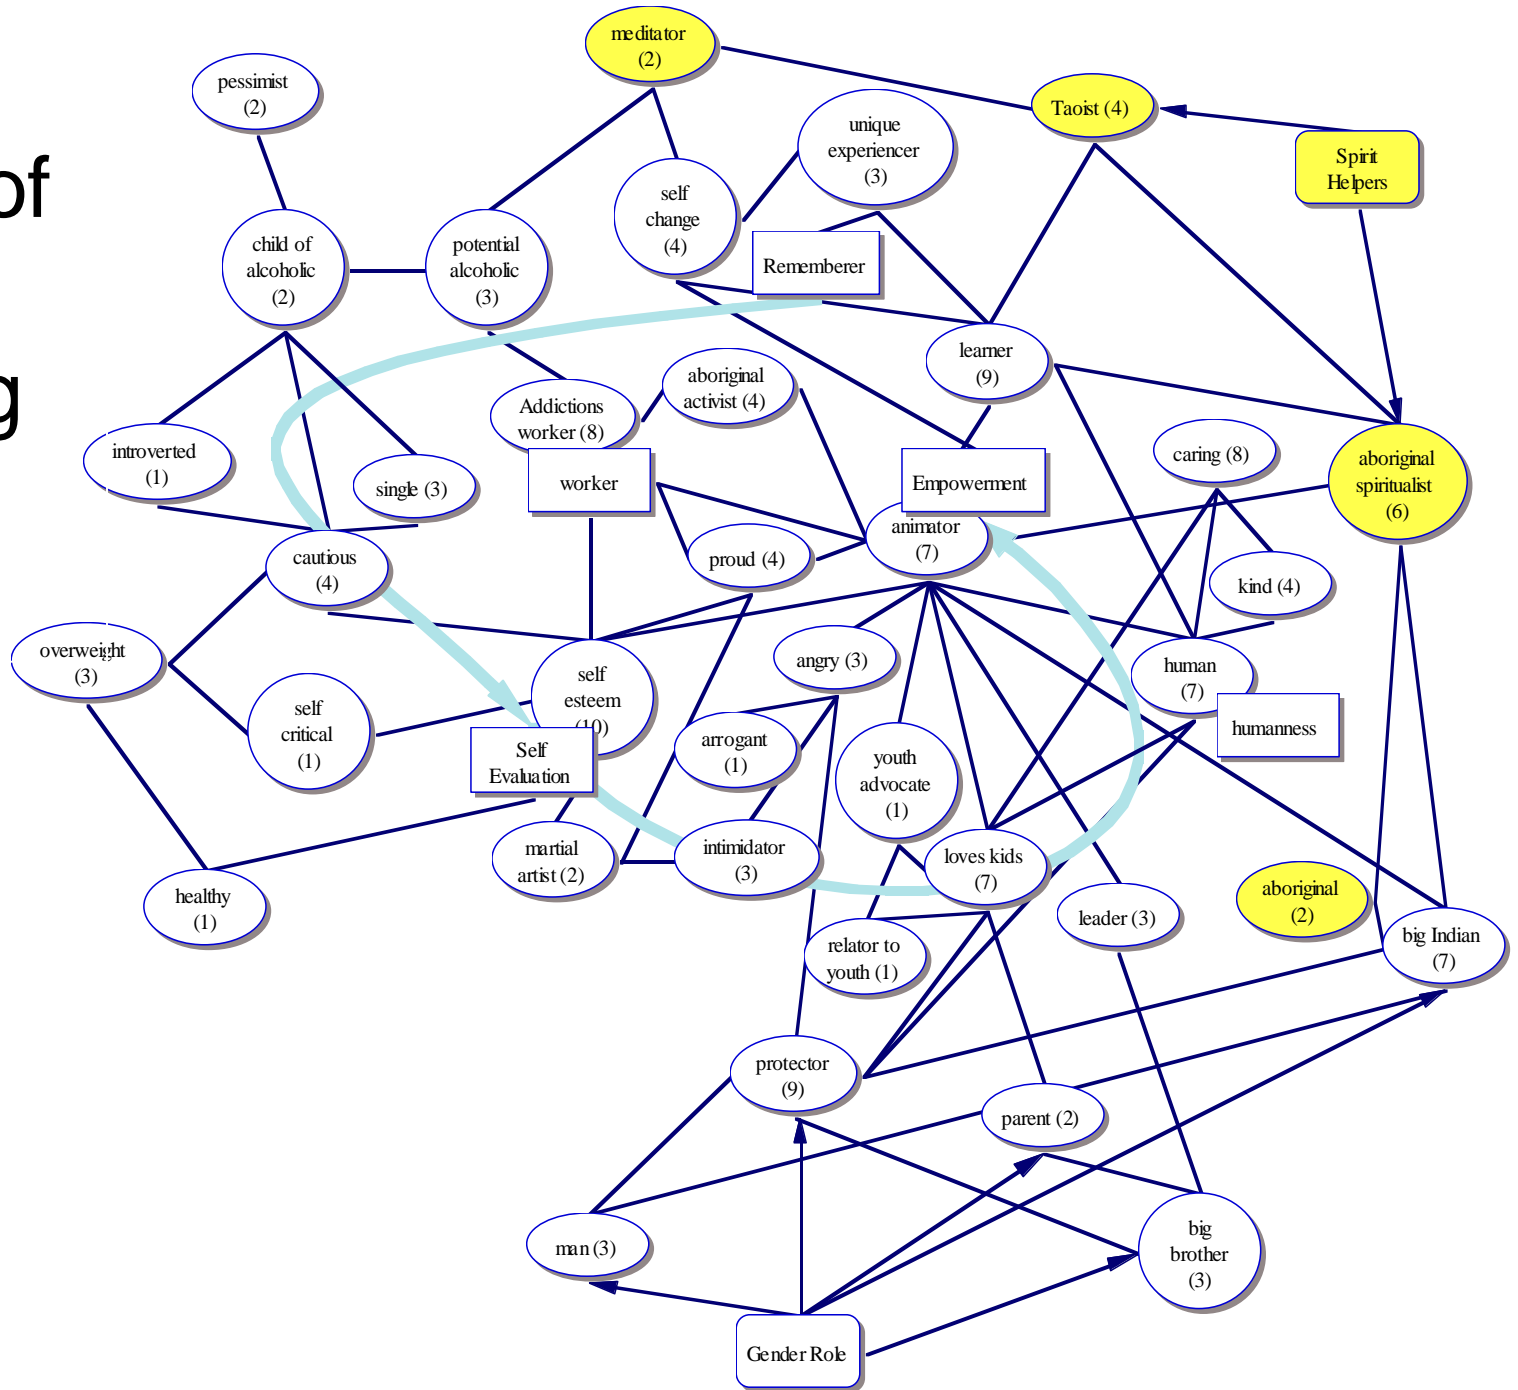 of
g
meditator
(2)
pessimist
(2)
Taoist (4)
unique
experiencer
(3)
Spirit
Helpers
self
change
(4)
child of
alcoholic
(2)
potential
alcoholic
(3)
Rememberer
learner
(9)
aboriginal
activist (4)
Addictions
worker (8)
introverted
(1)
single (3)
worker
Empowerment
caring (8)
aboriginal
spiritualist
(6)
animator
(7)
cautious
(4)
proud (4)
kind (4)
overweight
(3)
self
esteem
(10)
angry (3)
human
(7)
humanness
self
critical
(1)
Self
Evaluation
arrogant
(1)
youth
advocate
(1)
martial
artist (2)
intimidator
(3)
loves kids
(7)
healthy
(1)
aboriginal
(2)
leader (3)
big Indian
(7)
relator to
youth (1)
protector
(9)
parent (2)
man (3)
big
brother
(3)
Gender Role